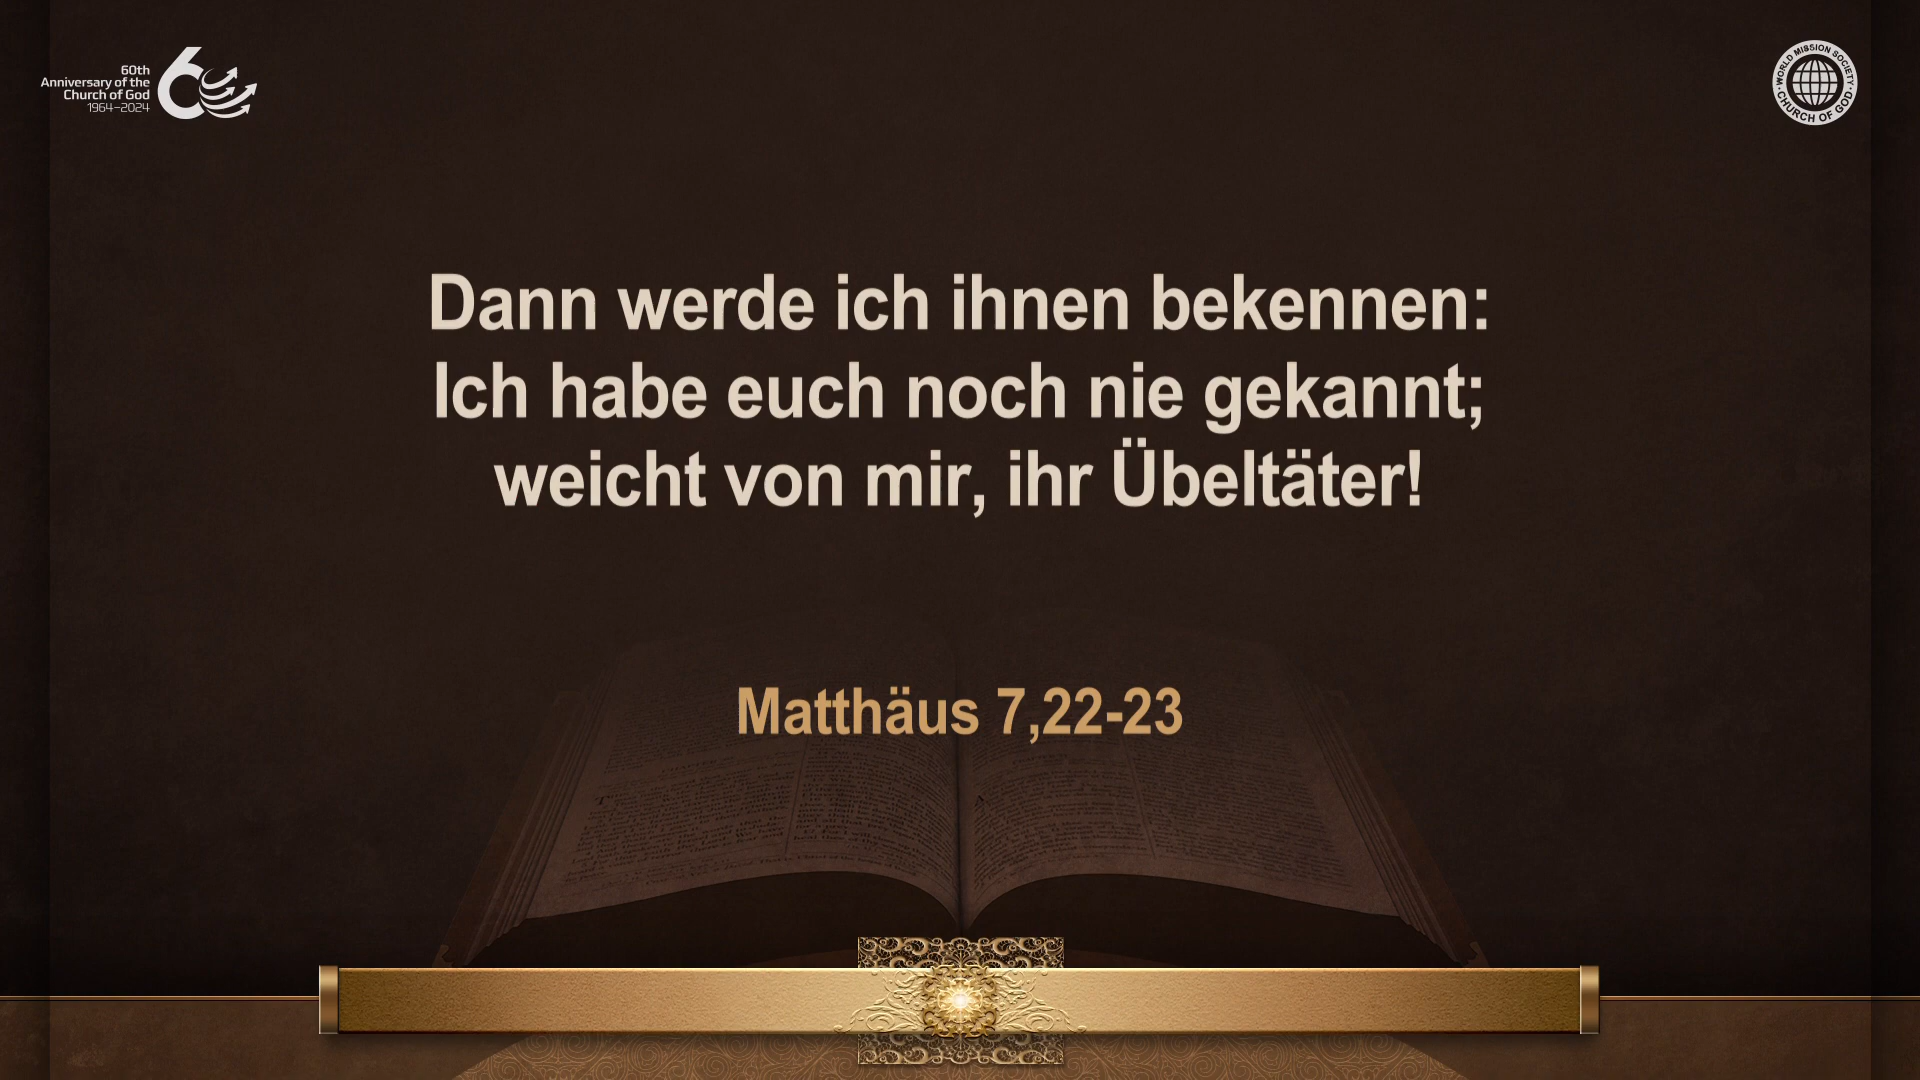 60th
Anniversary of the
Church of God
1964–2024
WORLD MISSION SOCIETY
CHURCH OF GOD
Dann werde ich ihnen bekennen:
Ich habe euch noch nie gekannt;
weicht von mir, ihr Übeltäter!
Matthäus 7,22-23